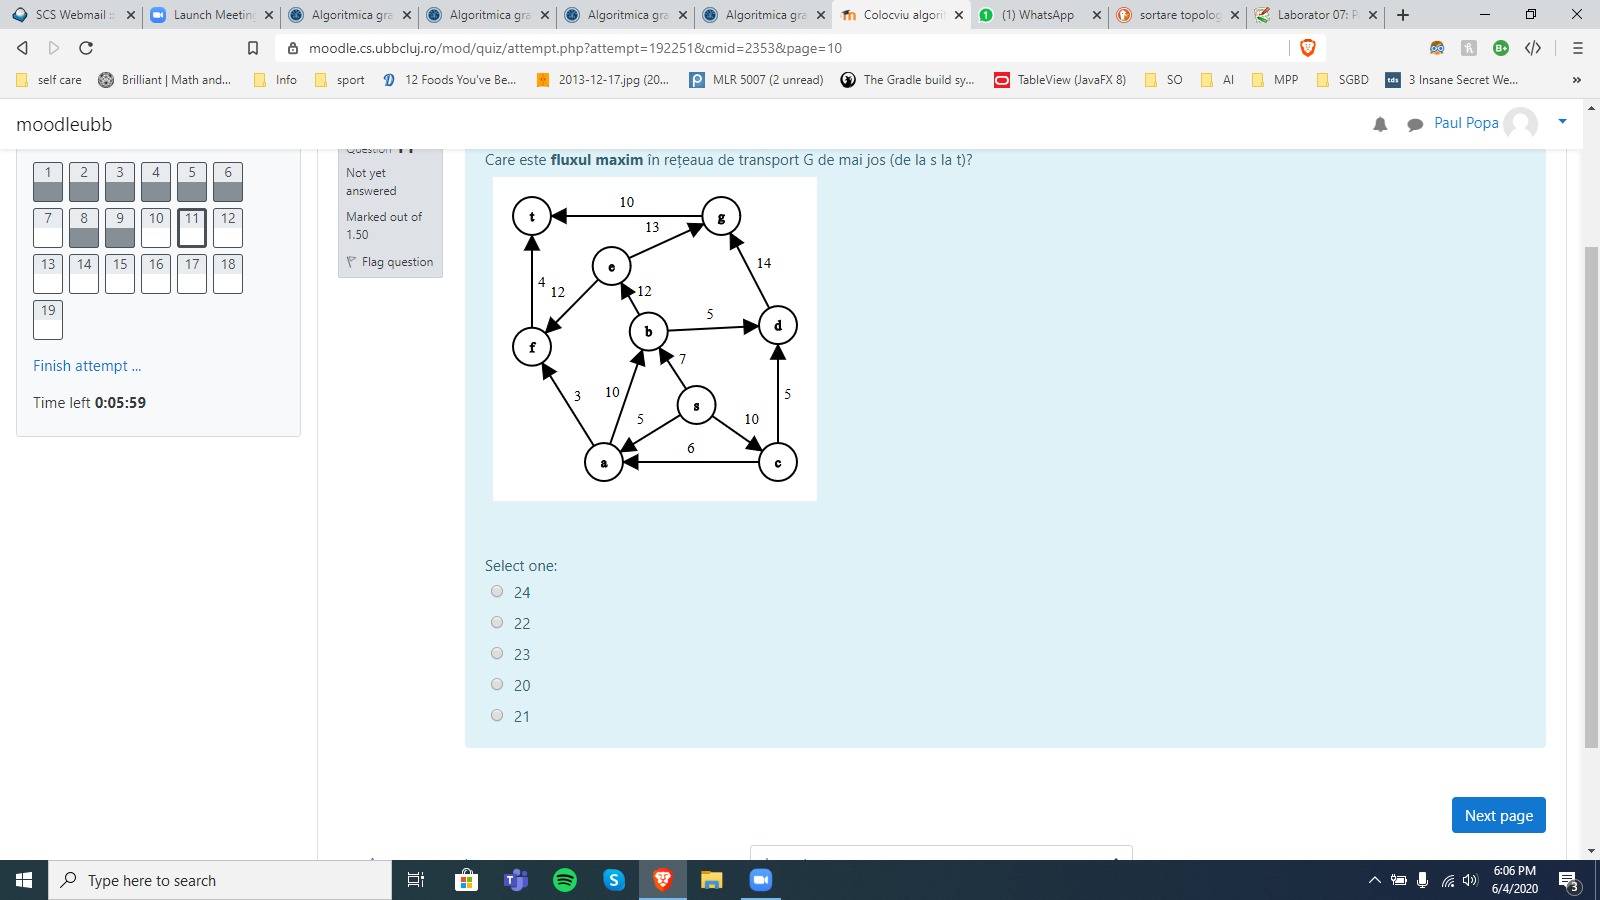 SCS Webmail :
Launch Meeting
Algoritmica gra
Algoritmica gra
Algoritmica gra
Algoritmica gra
Colocviu algorit
(1) WhatsApp
sortare topolog
Laborator 07: P
moodle.cs.ubbcluj.ro/mod/quiz/attempt.php?attempt=192251&cmid=2353&page=10
self care
Brilliant | Math and...
Info
sport
12 Foods You've Be...
2013-12-17.jpg (20...
MLR 5007 (2 unread)
The Gradle build sy...
TableView (JavaFX 8)
SO
AI
MPP
SGBD
tds
3 Insane Secret We...
»
moodleubb
Paul Popa
1 2 3 4 5 6
7 8 9 10 11 12
13 14 15 16 17 18
19
Finish attempt ...
Time left 0:05:59
Question 11
Not yet
answered
Marked out of
1.50
Flag question
Care este fluxul maxim în rețeaua de transport G de mai jos (de la s la t)?
t 10 g
13
e
4 12 12 14
b 5 d
f
7
3 10 s 5
5 10
a 6 c
Select one:
24
22
23
20
21
Next page
Type here to search
6:06 PM
6/4/2020
3